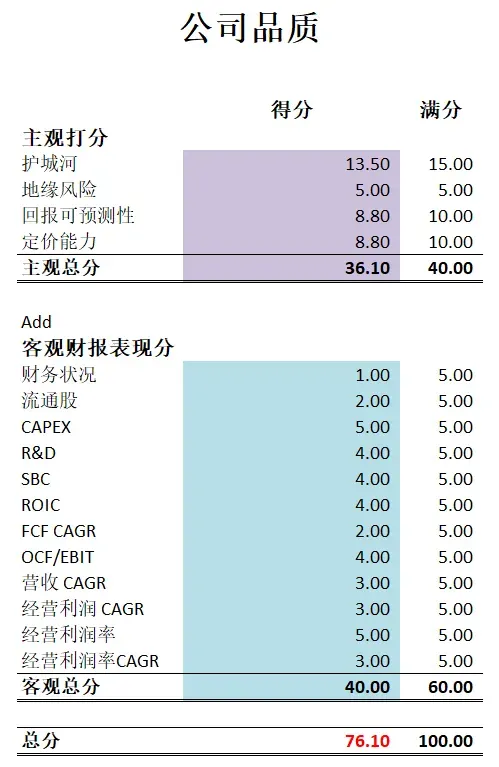 公司品质
得分 满分
主观打分
护城河 13.50 15.00
地缘风险 5.00 5.00
回报可预测性 8.80 10.00
定价能力 8.80 10.00
主观总分 36.10 40.00
Add
客观财报表现分
财务状况 1.00 5.00
流通股 2.00 5.00
CAPEX 5.00 5.00
R&D 4.00 5.00
SBC 4.00 5.00
ROIC 4.00 5.00
FCF CAGR 2.00 5.00
OCF/EBIT 4.00 5.00
营收 CAGR 3.00 5.00
经营利润 CAGR 3.00 5.00
经营利润率 5.00 5.00
经营利润率CAGR 3.00 5.00
客观总分 40.00 60.00
总分 76.10 100.00